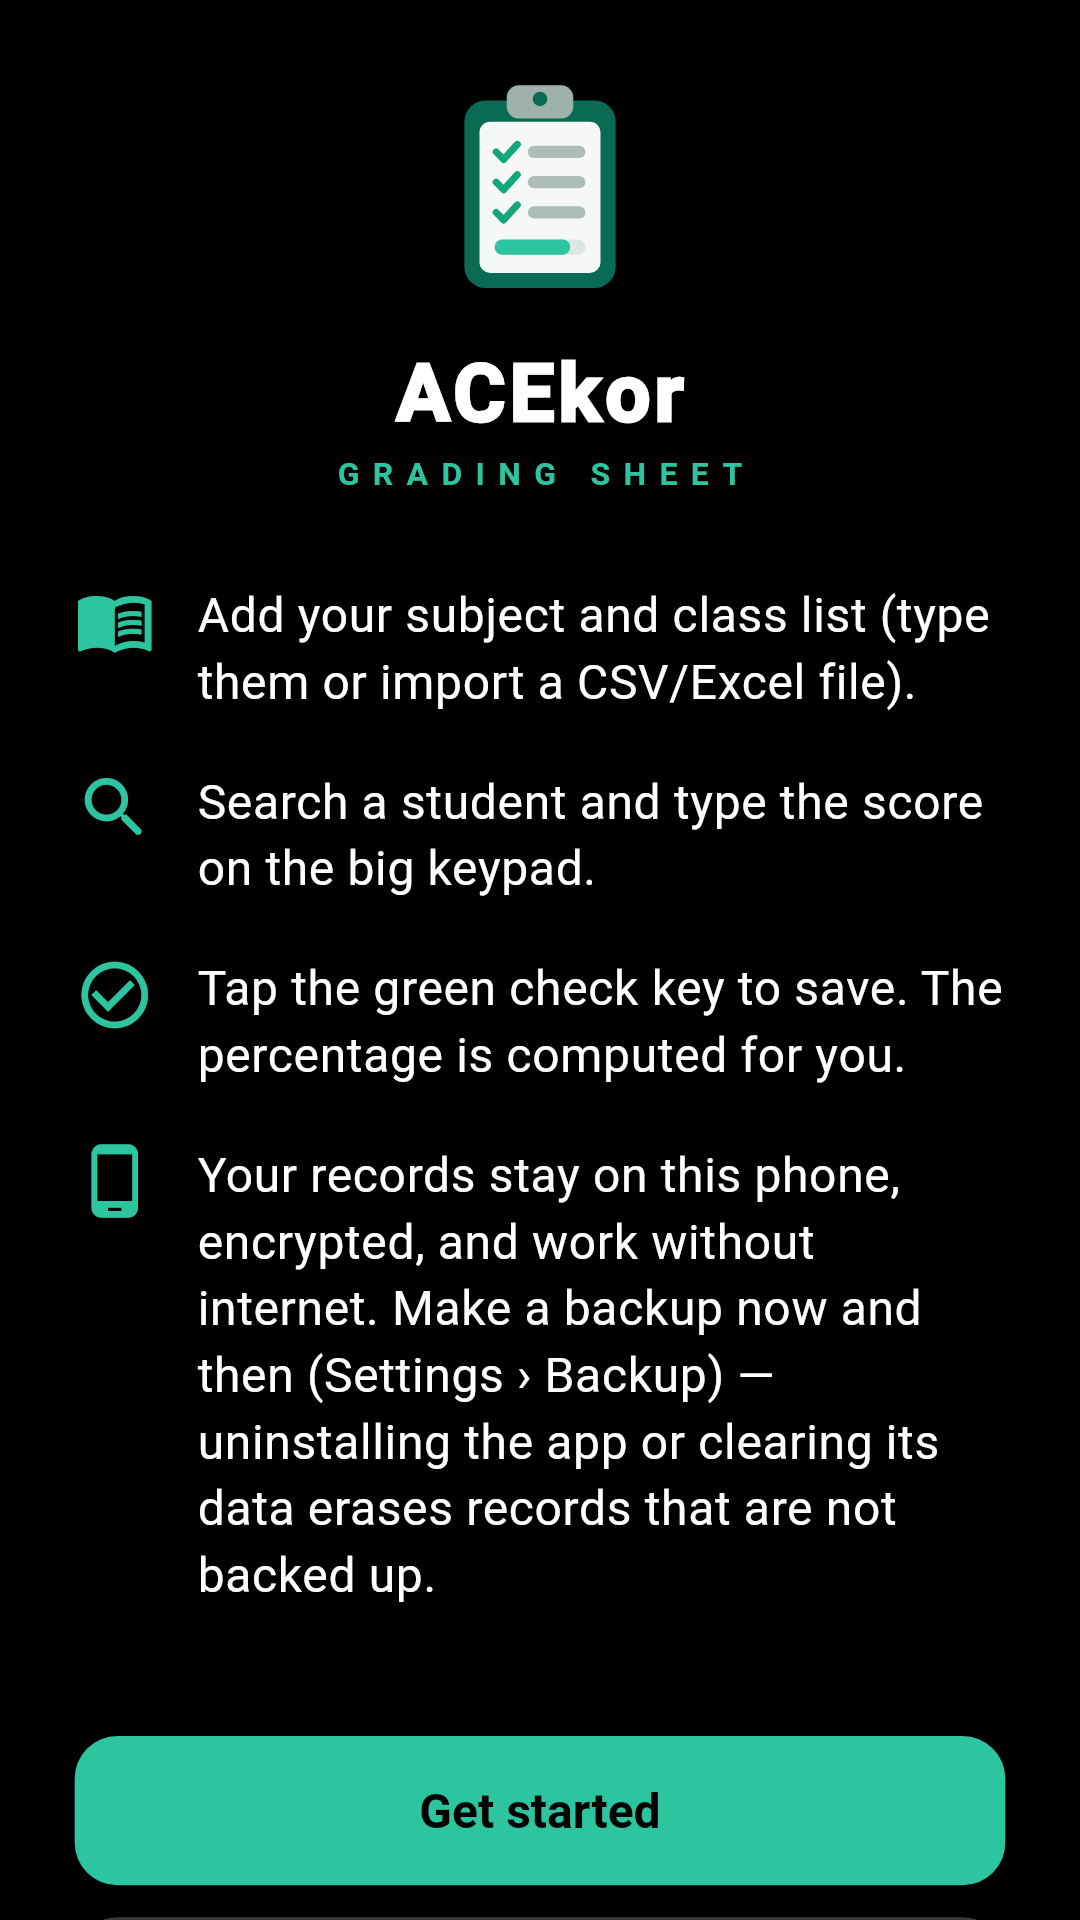 ACEkor
GRADING SHEET
Add your subject and class list (type
them or import a CSV/Excel file).
Search a student and type the score
on the big keypad.
Tap the green check key to save. The
percentage is computed for you.
Your records stay on this phone,
encrypted, and work without
internet. Make a backup now and
then (Settings › Backup) —
uninstalling the app or clearing its
data erases records that are not
backed up.
Get started